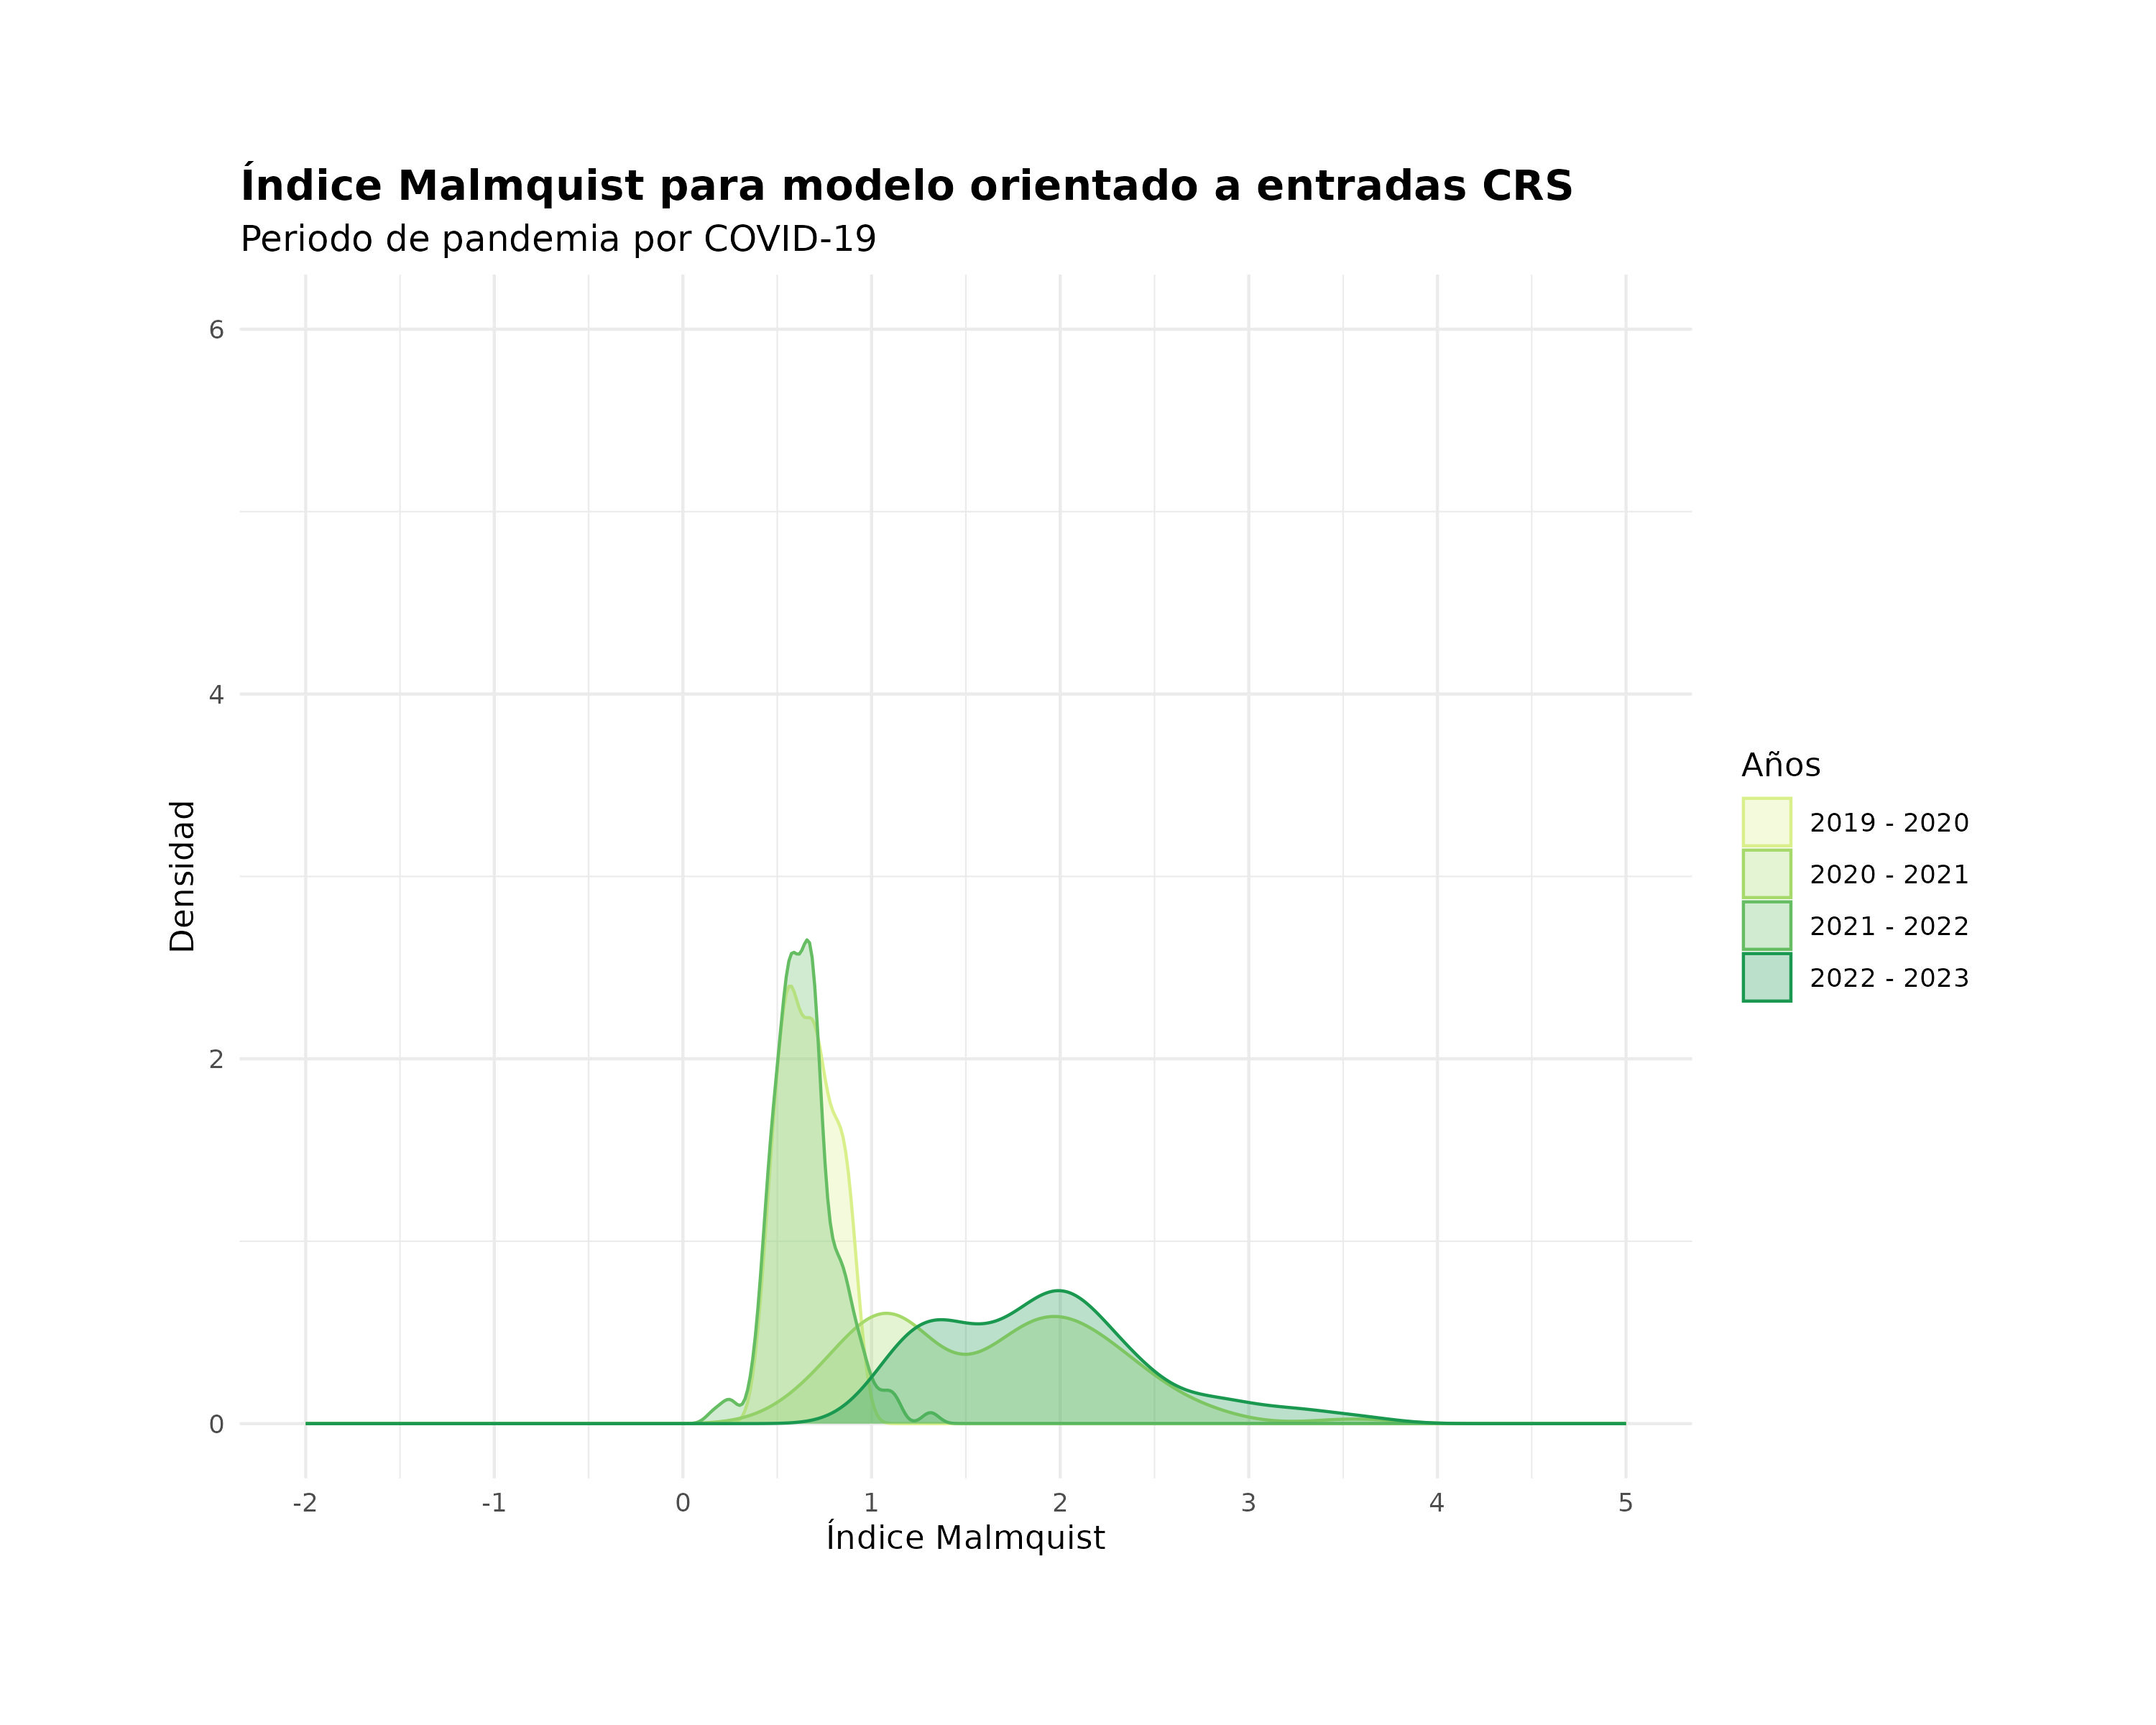 Índice Malmquist para modelo orientado a entradas CRS
Periodo de pandemia por COVID-19
6
4
2
0
Densidad
-2 -1 0 1 2 3 4 5
Índice Malmquist
Años
2019 - 2020
2020 - 2021
2021 - 2022
2022 - 2023